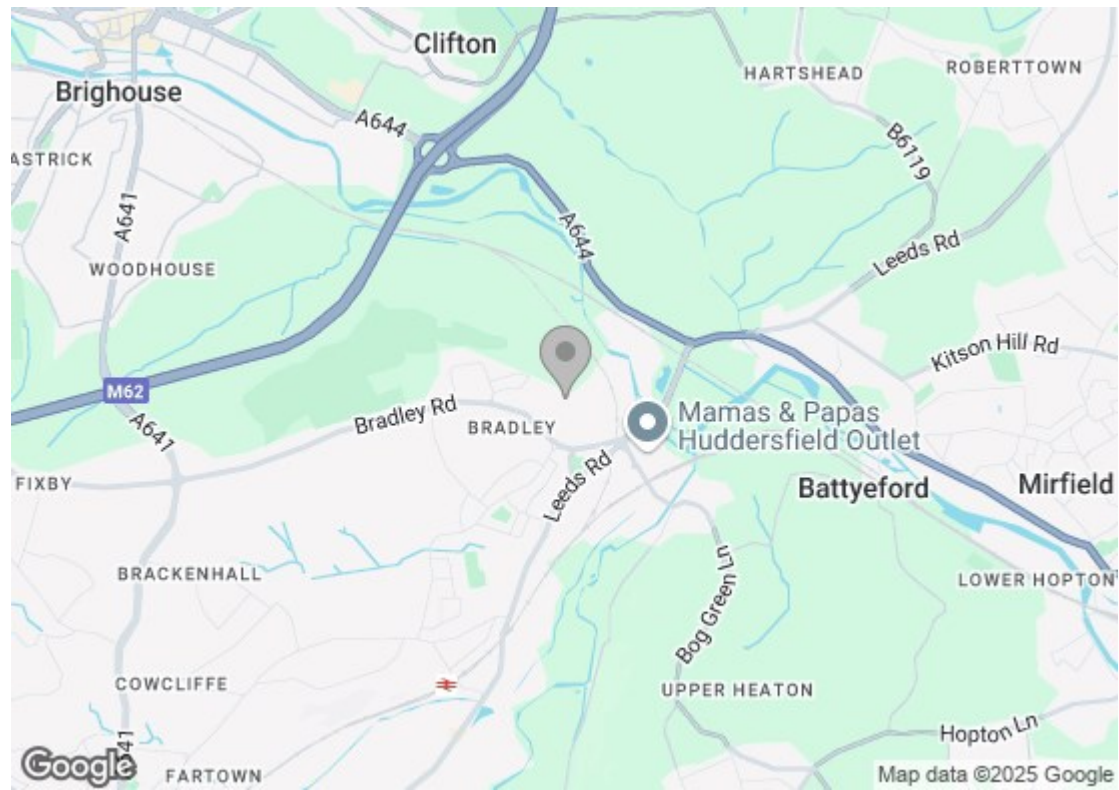 Clifton
HARTSHEAD
ROBERTTOWN
Brighouse
A644
B6119
ASTRICK
A641
A644
Leeds Rd
WOODHOUSE
Kitson Hill Rd
M62
A641
Bradley Rd
BRADLEY
Mamas & Papas
Huddersfield Outlet
FIXBY
Leeds Rd
Battyeford
Mirfield
BRACKENHALL
Bog Green Ln
LOWER HOPTON
COWCLIFFE
UPPER HEATON
Hopton Ln
641
Google
FARTOWN
Map data ©2025 Google